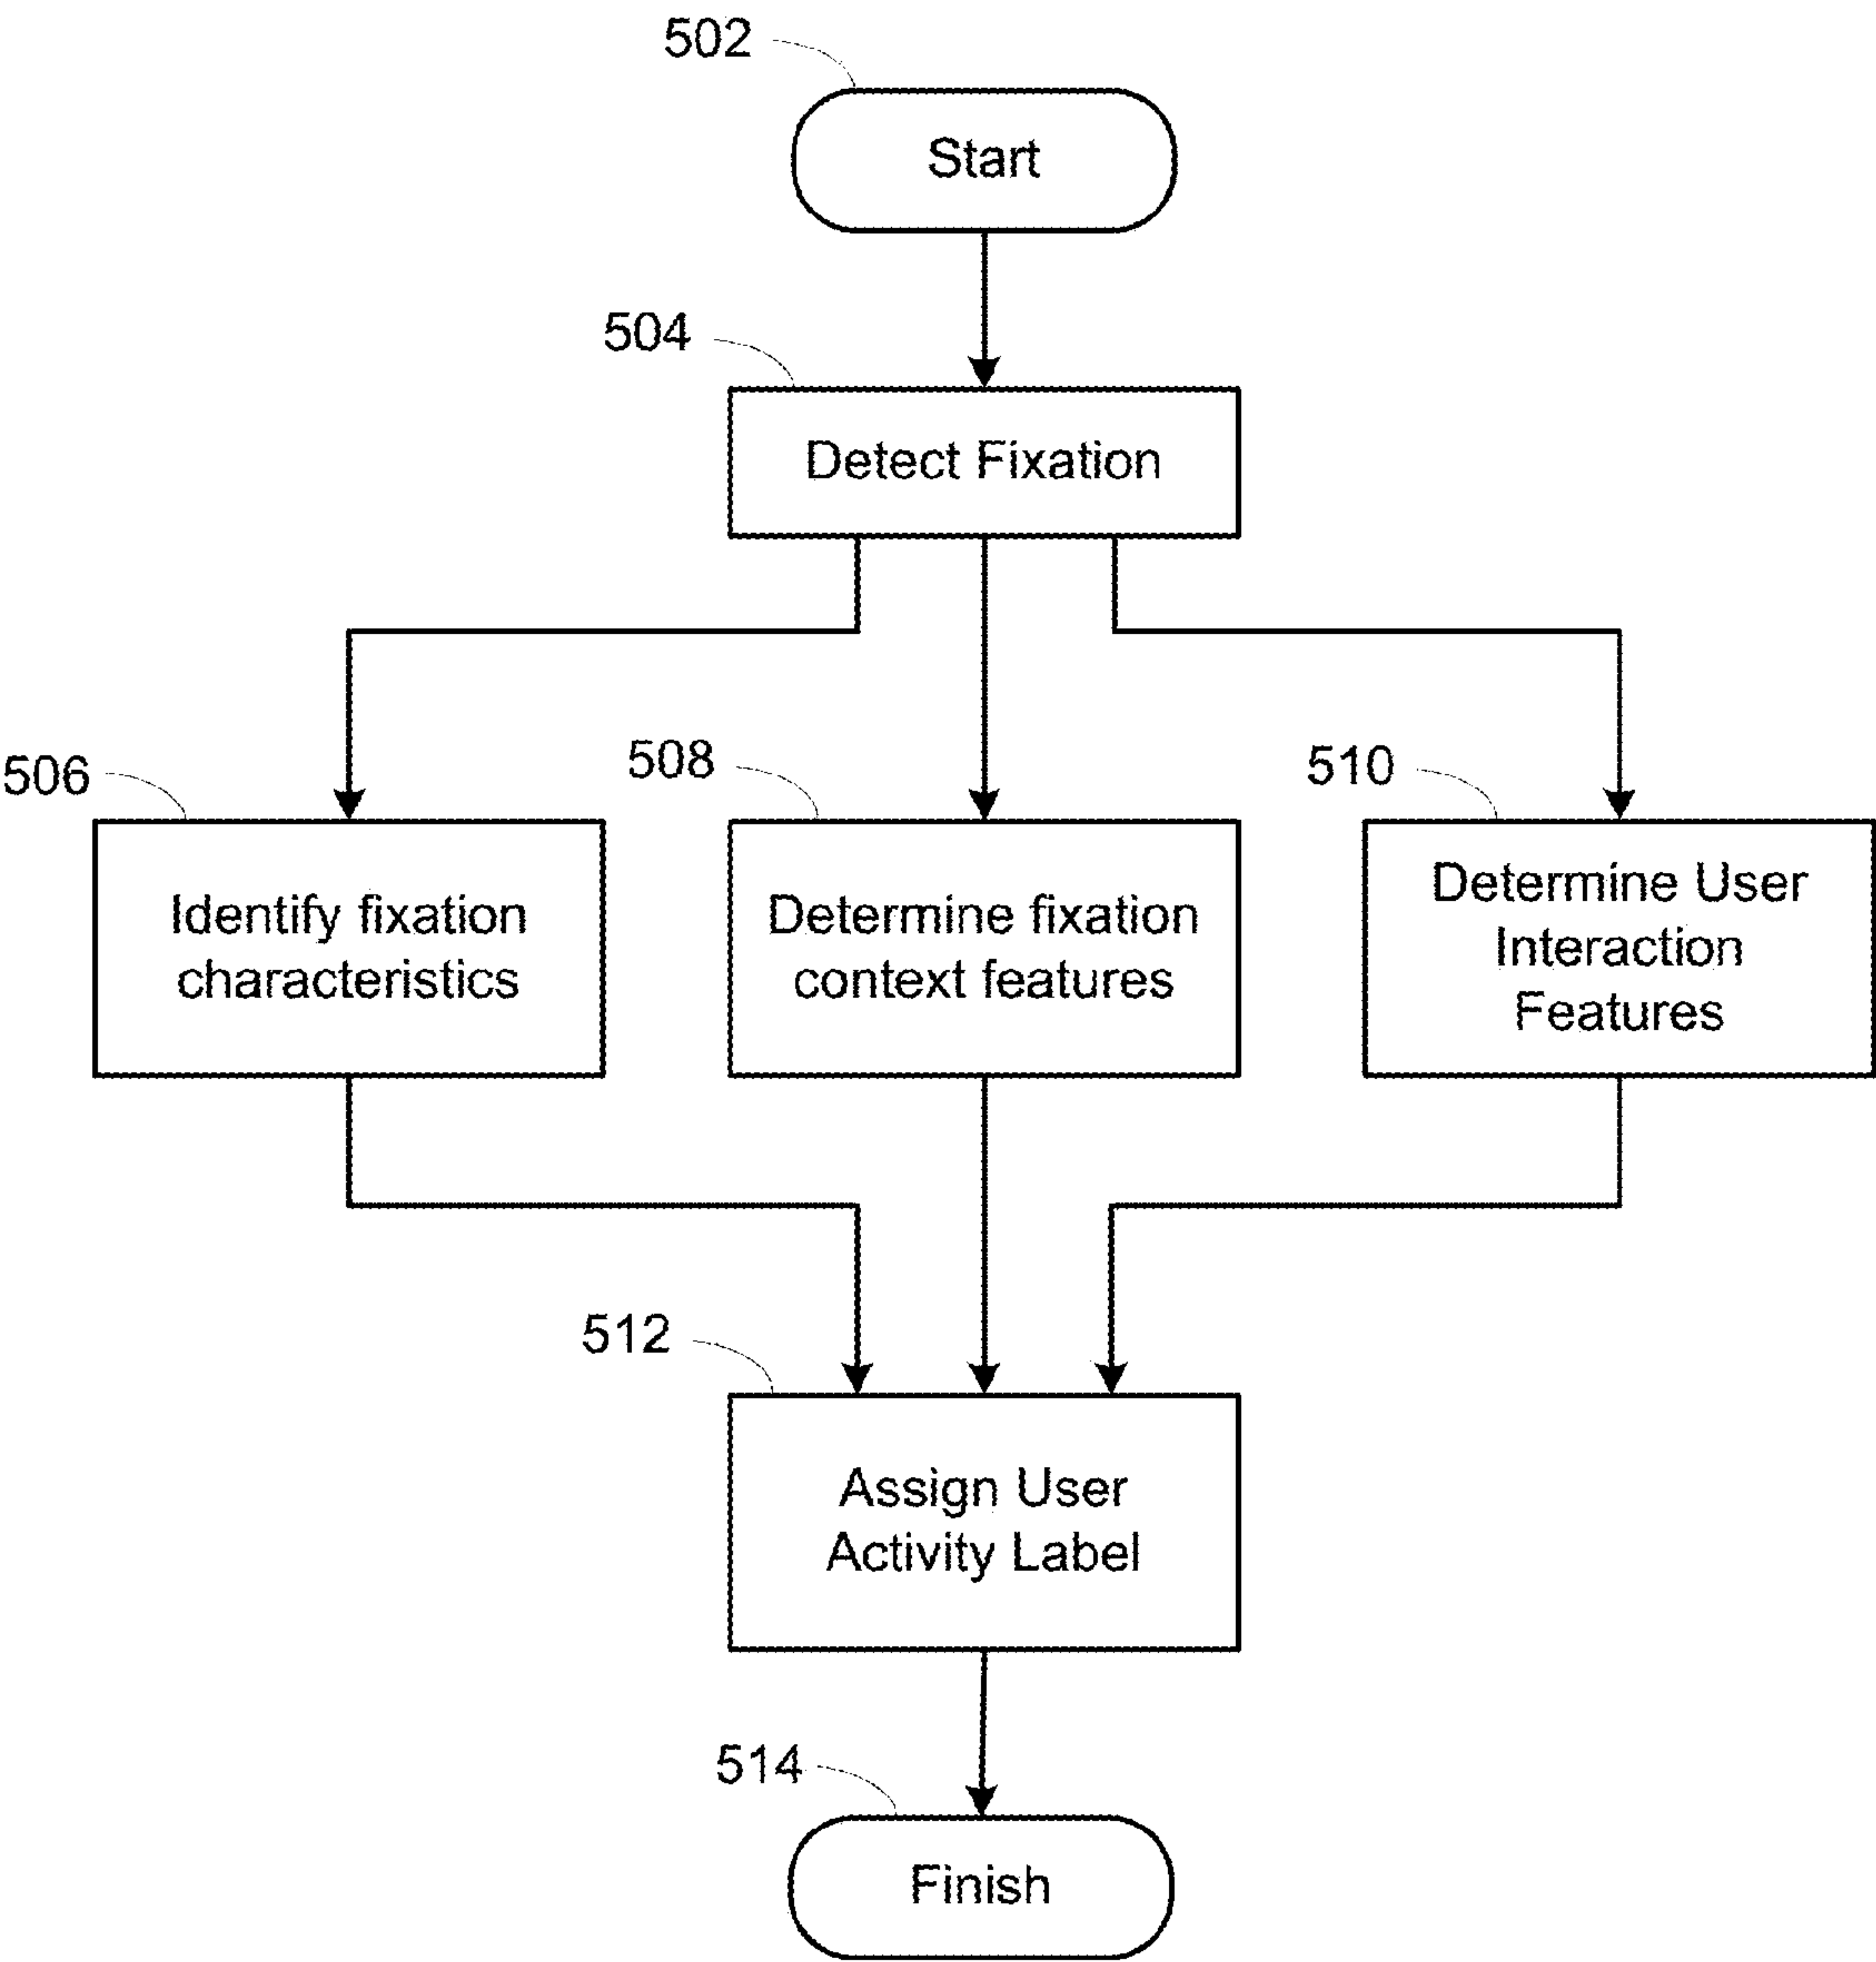 502
Start
504
Detect Fixation
506
508
510
Identify fixation
characteristics
Determine fixation
context features
Determine User
Interaction
Features
512
Assign User
Activity Label
514
Finish